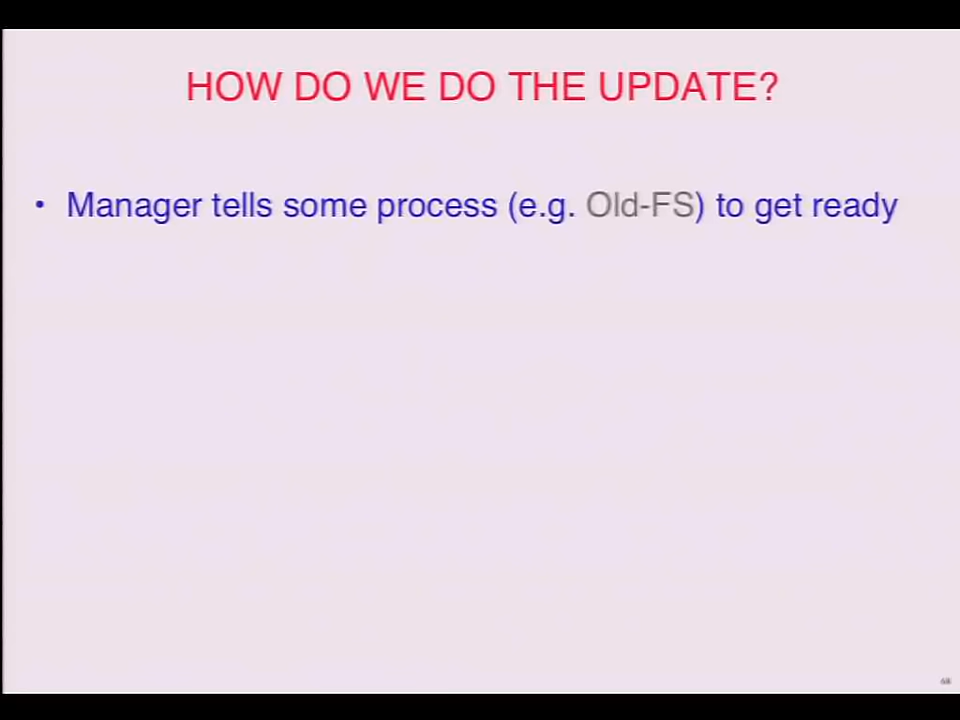 HOW DO WE DO THE UPDATE?
• Manager tells some process (e.g. Old-FS) to get ready